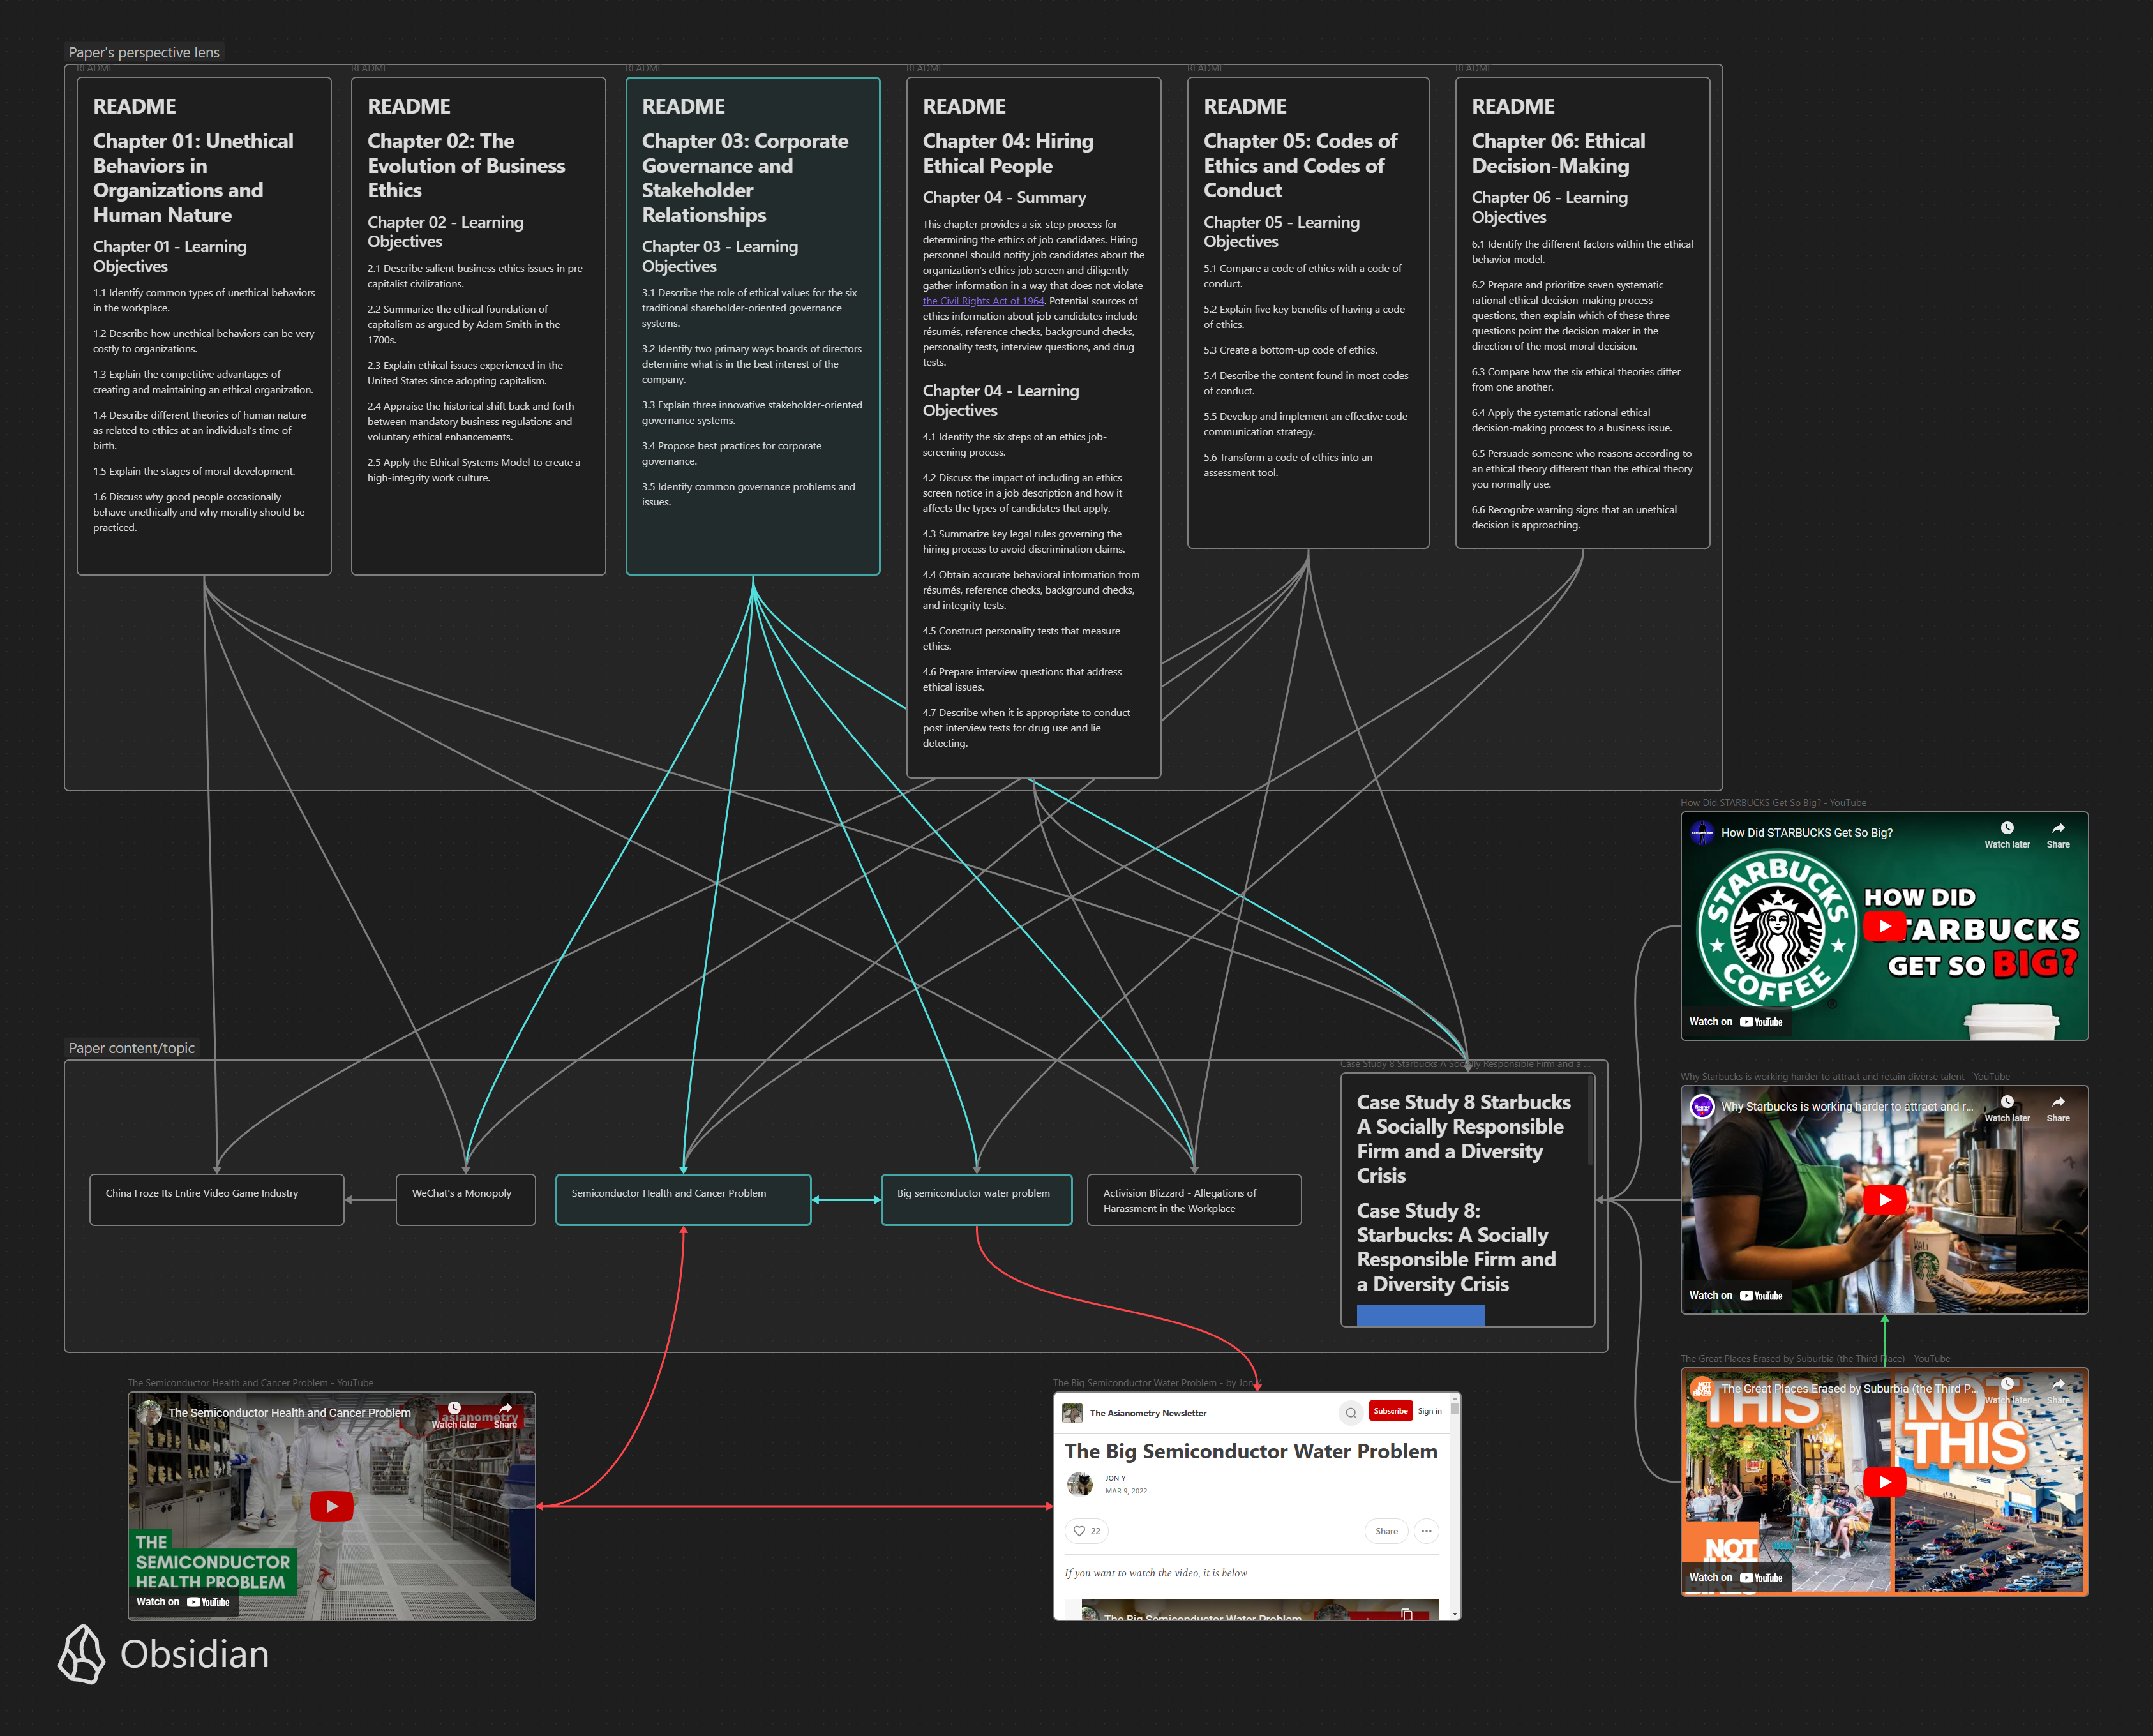 Paper's perspective lens
README
README
Chapter 01: Unethical
Behaviors in
Organizations and
Human Nature
Chapter 01 - Learning
Objectives
1.1 Identify common types of unethical behaviors
in the workplace.
1.2 Describe how unethical behaviors can be very
costly to organizations.
1.3 Explain the competitive advantages of
creating and maintaining an ethical organization.
1.4 Describe different theories of human nature
as related to ethics at an individual's time of
birth.
1.5 Explain the stages of moral development.
1.6 Discuss why good people occasionally
behave unethically and why morality should be
practiced.
README
README
Chapter 02: The
Evolution of Business
Ethics
Chapter 02 - Learning
Objectives
2.1 Describe salient business ethics issues in pre-
capitalist civilizations.
2.2 Summarize the ethical foundation of
capitalism as argued by Adam Smith in the
1700s.
2.3 Explain ethical issues experienced in the
United States since adopting capitalism.
2.4 Appraise the historical shift back and forth
between mandatory business regulations and
voluntary ethical enhancements.
2.5 Apply the Ethical Systems Model to create a
high-integrity work culture.
README
README
Chapter 03: Corporate
Governance and
Stakeholder
Relationships
Chapter 03 - Learning
Objectives
3.1 Describe the role of ethical values for the six
traditional shareholder-oriented governance
systems.
3.2 Identify two primary ways boards of directors
determine what is in the best interest of the
company.
3.3 Explain three innovative stakeholder-oriented
governance systems.
3.4 Propose best practices for corporate
governance.
3.5 Identify common governance problems and
issues.
README
README
Chapter 04: Hiring
Ethical People
Chapter 04 - Summary
This chapter provides a six-step process for
determining the ethics of job candidates. Hiring
personnel should notify job candidates about the
organization's ethics job screen and diligently
gather information in a way that does not violate
the Civil Rights Act of 1964. Potential sources of
ethics information about job candidates include
résumés, reference checks, background checks,
personality tests, interview questions, and drug
tests.
Chapter 04 - Learning
Objectives
4.1 Identify the six steps of an ethics job-
screening process.
4.2 Discuss the impact of including an ethics
screen notice in a job description and how it
affects the types of candidates that apply.
4.3 Summarize key legal rules governing the
hiring process to avoid discrimination claims.
4.4 Obtain accurate behavioral information from
résumés, reference checks, background checks,
and integrity tests.
4.5 Construct personality tests that measure
ethics.
4.6 Prepare interview questions that address
ethical issues.
4.7 Describe when it is appropriate to conduct
post interview tests for drug use and lie
detecting.
README
README
Chapter 05: Codes of
Ethics and Codes of
Conduct
Chapter 05 - Learning
Objectives
5.1 Compare a code of ethics with a code of
conduct.
5.2 Explain five key benefits of having a code
of ethics.
5.3 Create a bottom-up code of ethics.
5.4 Describe the content found in most codes
of conduct.
5.5 Develop and implement an effective code
communication strategy.
5.6 Transform a code of ethics into an
assessment tool.
README
README
Chapter 06: Ethical
Decision-Making
Chapter 06 - Learning
Objectives
6.1 Identify the different factors within the ethical
behavior model.
6.2 Prepare and prioritize seven systematic
rational ethical decision-making process
questions, then explain which of these three
questions point the decision maker in the
direction of the most moral decision.
6.3 Compare how the six ethical theories differ
from one another.
6.4 Apply the systematic rational ethical
decision-making process to a business issue.
6.5 Persuade someone who reasons according to
an ethical theory different than the ethical theory
you normally use.
6.6 Recognize warning signs that an unethical
decision is approaching.
How Did STARBUCKS Get So Big? - YouTube
How Did STARBUCKS Get So Big?
Watch later
Share
STARBUCKS
COFFEE
HOW DID
STARBUCKS
GET SO BIG?
Watch on YouTube
Paper content/topic
China Froze Its Entire Video Game Industry
WeChat's a Monopoly
Semiconductor Health and Cancer Problem
Big semiconductor water problem
Activision Blizzard - Allegations of
Harassment in the Workplace
Case Study 8 Starbucks A Socially Responsible Firm and a ...
Case Study 8 Starbucks
A Socially Responsible
Firm and a Diversity
Crisis
Case Study 8:
Starbucks: A Socially
Responsible Firm and
a Diversity Crisis
Why Starbucks is working harder to attract and retain diverse talent - YouTube
Why Starbucks is working harder to attract and r...
Watch later
Share
Watch on YouTube
The Great Places Erased by Suburbia (the Third Place) - YouTube
The Great Places Erased by Suburbia (the Third P...
Watch later
Share
NOT
THIS
NOT
THIS
NOT
Watch on YouTube
The Semiconductor Health and Cancer Problem - YouTube
The Semiconductor Health and Cancer Problem
asianometry
Watch later
Share
THE
SEMICONDUCTOR
HEALTH PROBLEM
Watch on YouTube
The Big Semiconductor Water Problem - by Jon
The Asianometry Newsletter
Subscribe
Sign in
The Big Semiconductor Water Problem
JON Y
MAR 9, 2022
22
Share
If you want to watch the video, it is below
The Big Semiconductor Water Problem
Obsidian